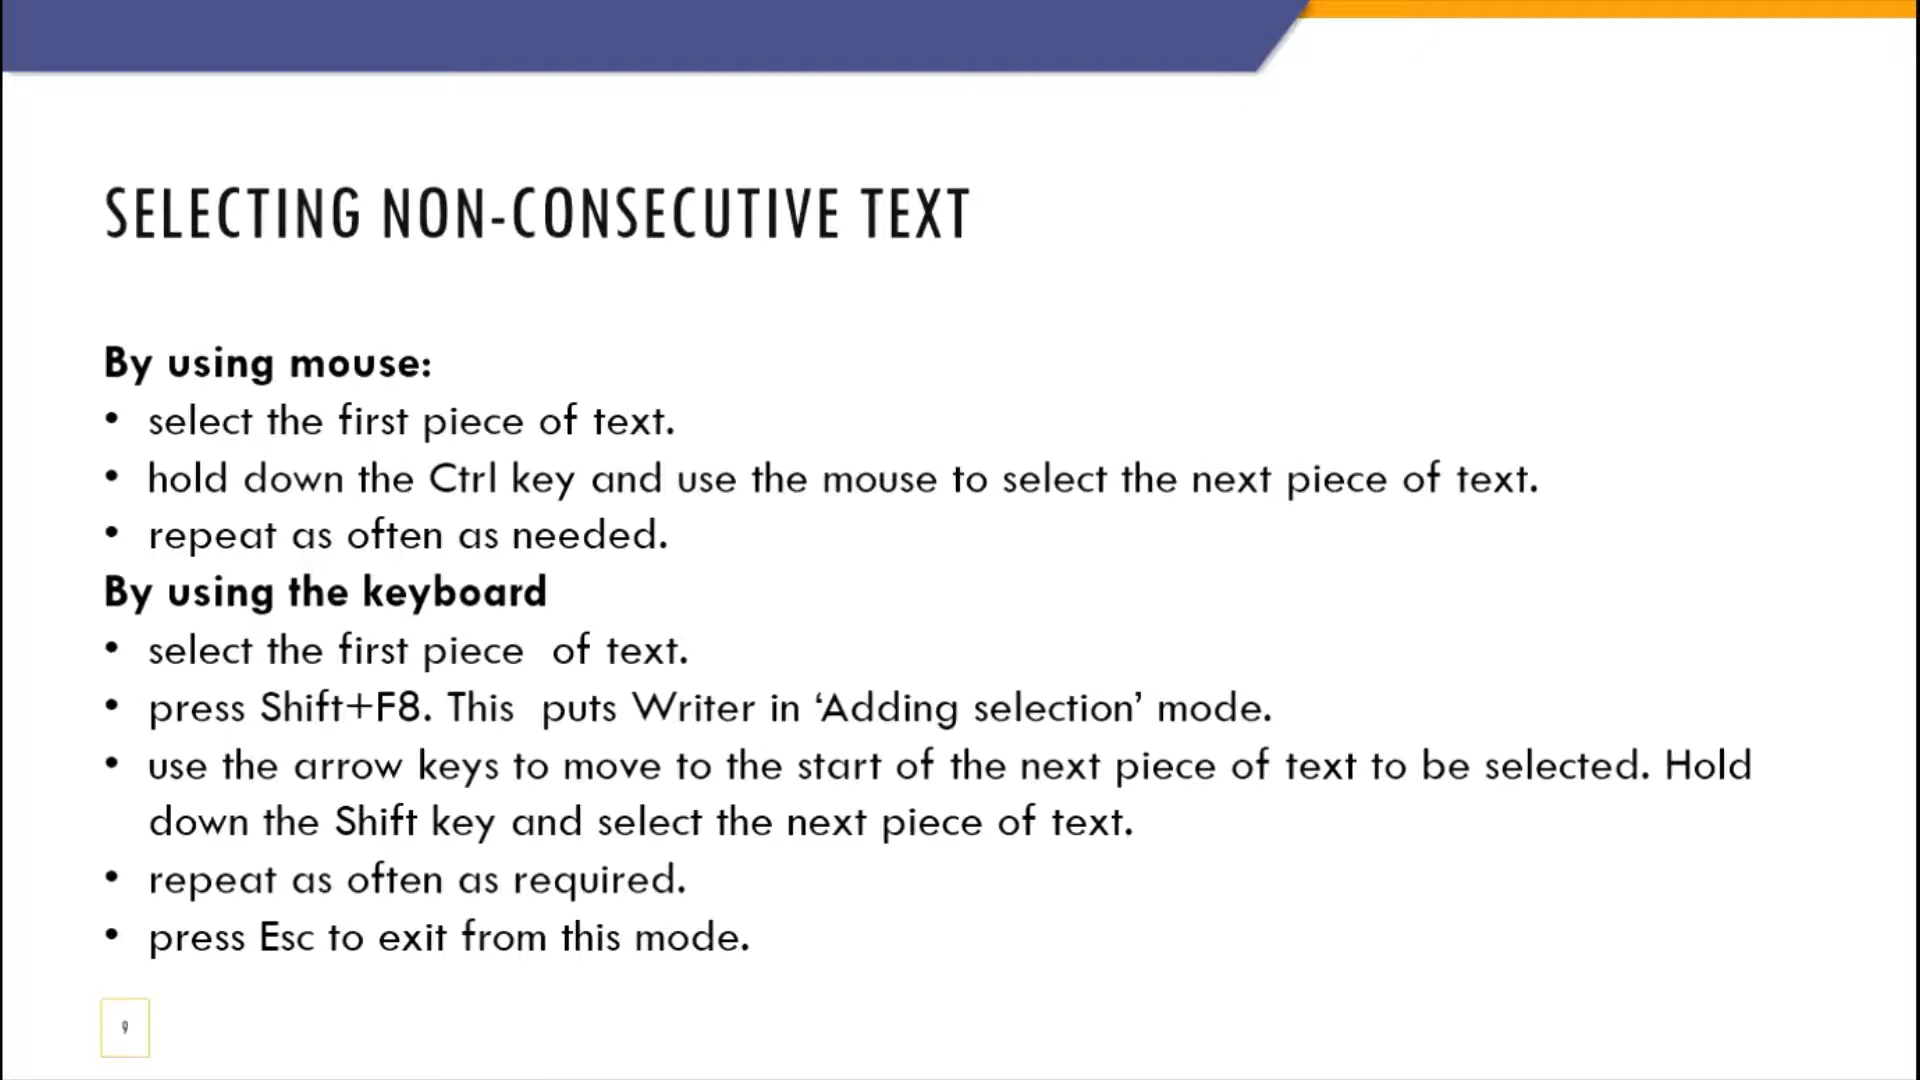 SELECTING NON-CONSECUTIVE TEXT
By using mouse:
• select the first piece of text.
• hold down the Ctrl key and use the mouse to select the next piece of text.
• repeat as often as needed.
By using the keyboard
• select the first piece  of text.
• press Shift+F8. This  puts Writer in ‘Adding selection’ mode.
• use the arrow keys to move to the start of the next piece of text to be selected. Hold
down the Shift key and select the next piece of text.
• repeat as often as required.
• press Esc to exit from this mode.
9